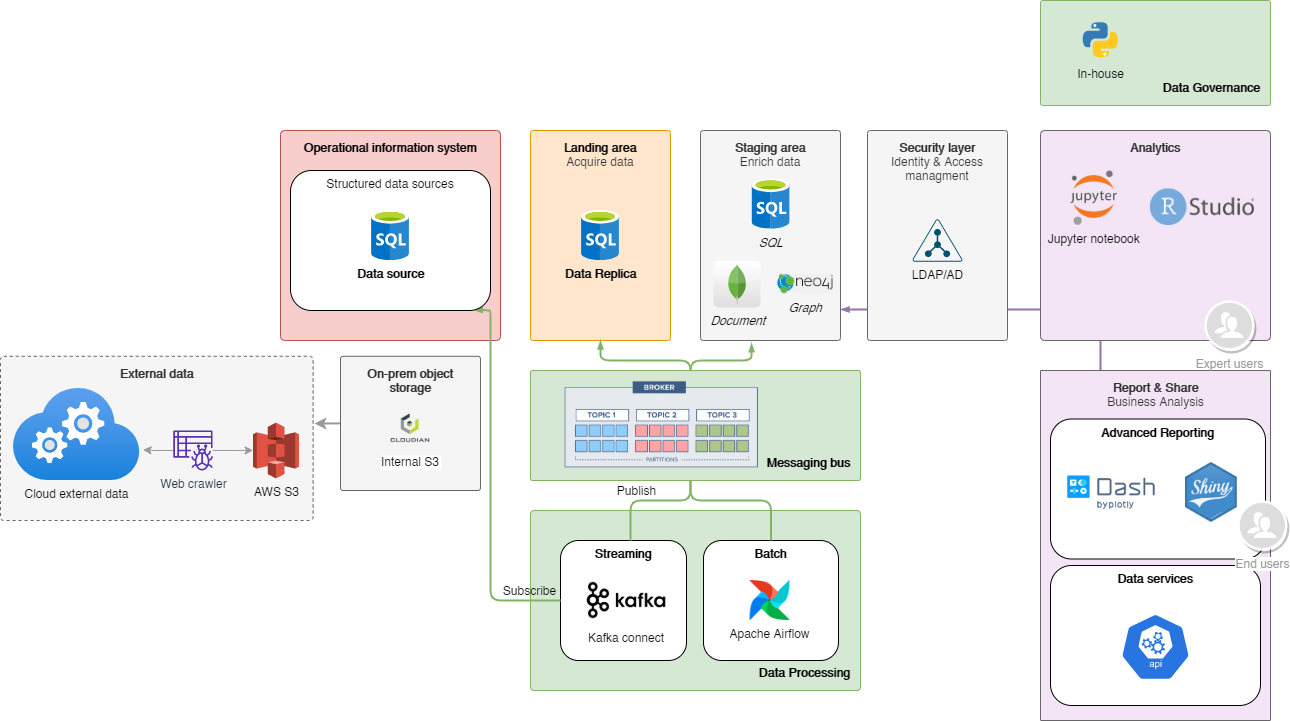 In-house
Data Governance
Operational information system
Structured data sources
SQL
Data source
Landing area
Acquire data
SQL
Data Replica
Staging area
Enrich data
SQL
SQL
Document
neo4j
Graph
Security layer
Identity & Access
managment
LDAP/AD
Analytics
jupyter
Jupyter notebook
R Studio
Expert users
External data
Cloud external data
Web crawler
AWS S3
On-prem object
storage
CLOUDIAN
Internal S3
BROKER
TOPIC 1
TOPIC 2
TOPIC 3
PARTITIONS
Messaging bus
Publish
Subscribe
Streaming
kafka
Kafka connect
Batch
Apache Airflow
Data Processing
Report & Share
Business Analysis
Advanced Reporting
Dash
by plotly
Shiny
End users
Data services
api